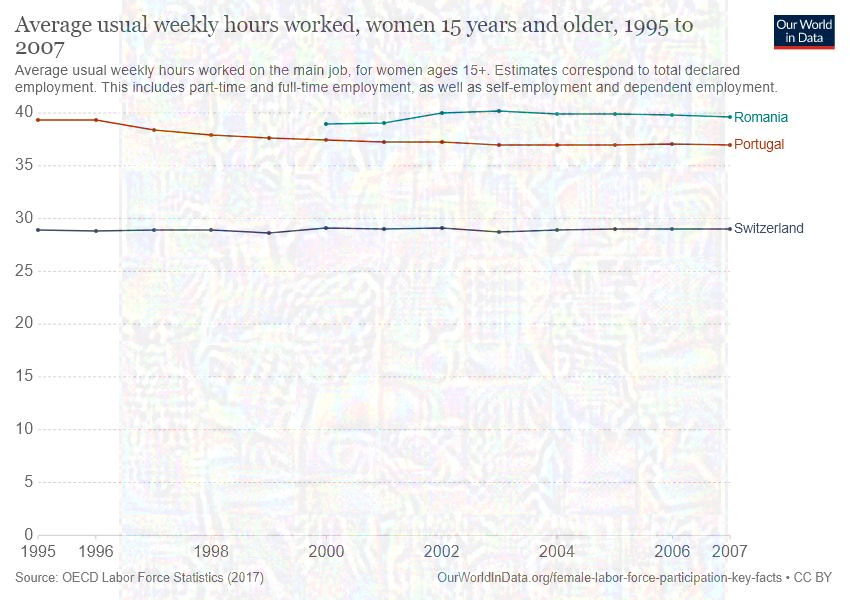 Average usual weekly hours worked, women 15 years and older, 1995 to
2007
Our World
in Data
Average usual weekly hours worked on the main job, for women ages 15+. Estimates correspond to total declared
employment. This includes part-time and full-time employment, as well as self-employment and dependent employment.
40
Romania
Portugal
35
30
Switzerland
25
20
15
10
5
0
1995 1996 1998 2000 2002 2004 2006 2007
Source: OECD Labor Force Statistics (2017)
OurWorldInData.org/female-labor-force-participation-key-facts • CC BY